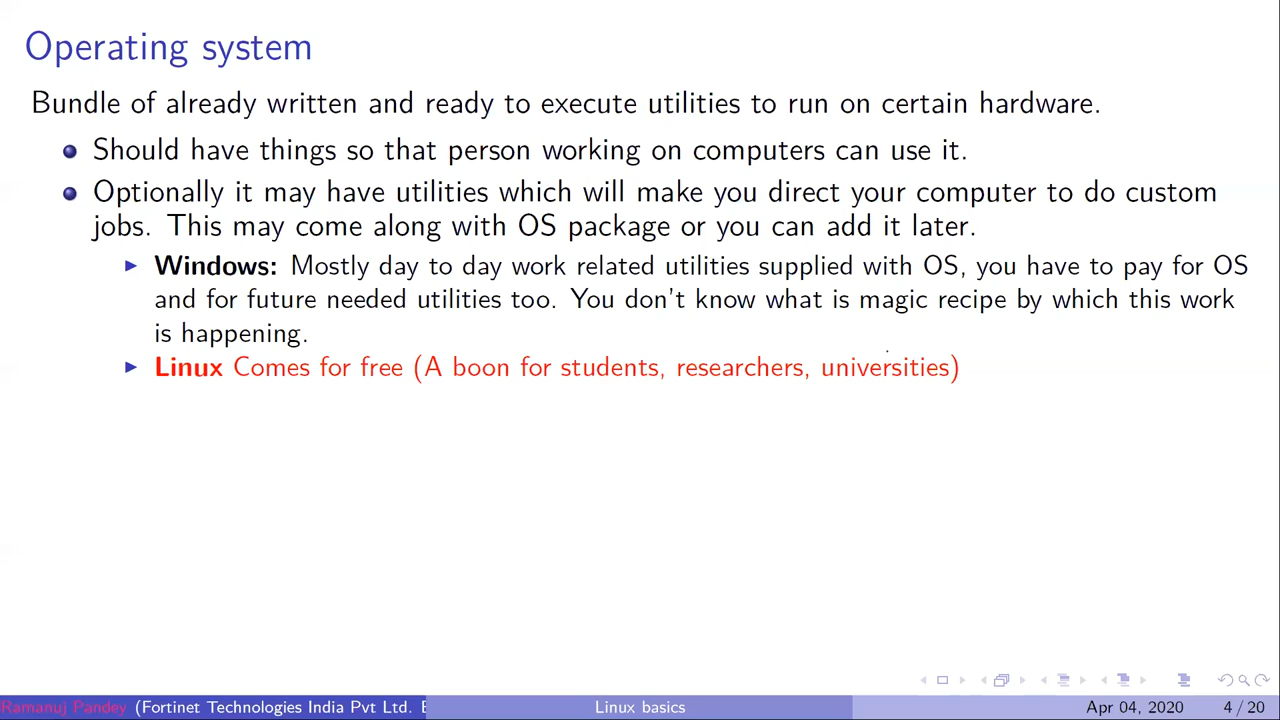 Operating system
Bundle of already written and ready to execute utilities to run on certain hardware.
Should have things so that person working on computers can use it.
Optionally it may have utilities which will make you direct your computer to do custom
jobs. This may come along with OS package or you can add it later.
Windows: Mostly day to day work related utilities supplied with OS, you have to pay for OS
and for future needed utilities too. You don't know what is magic recipe by which this work
is happening.
Linux Comes for free (A boon for students, researchers, universities)
Ramanuj Pandey (Fortinet Technologies India Pvt Ltd. E Linux basics Apr 04, 2020 4 / 20